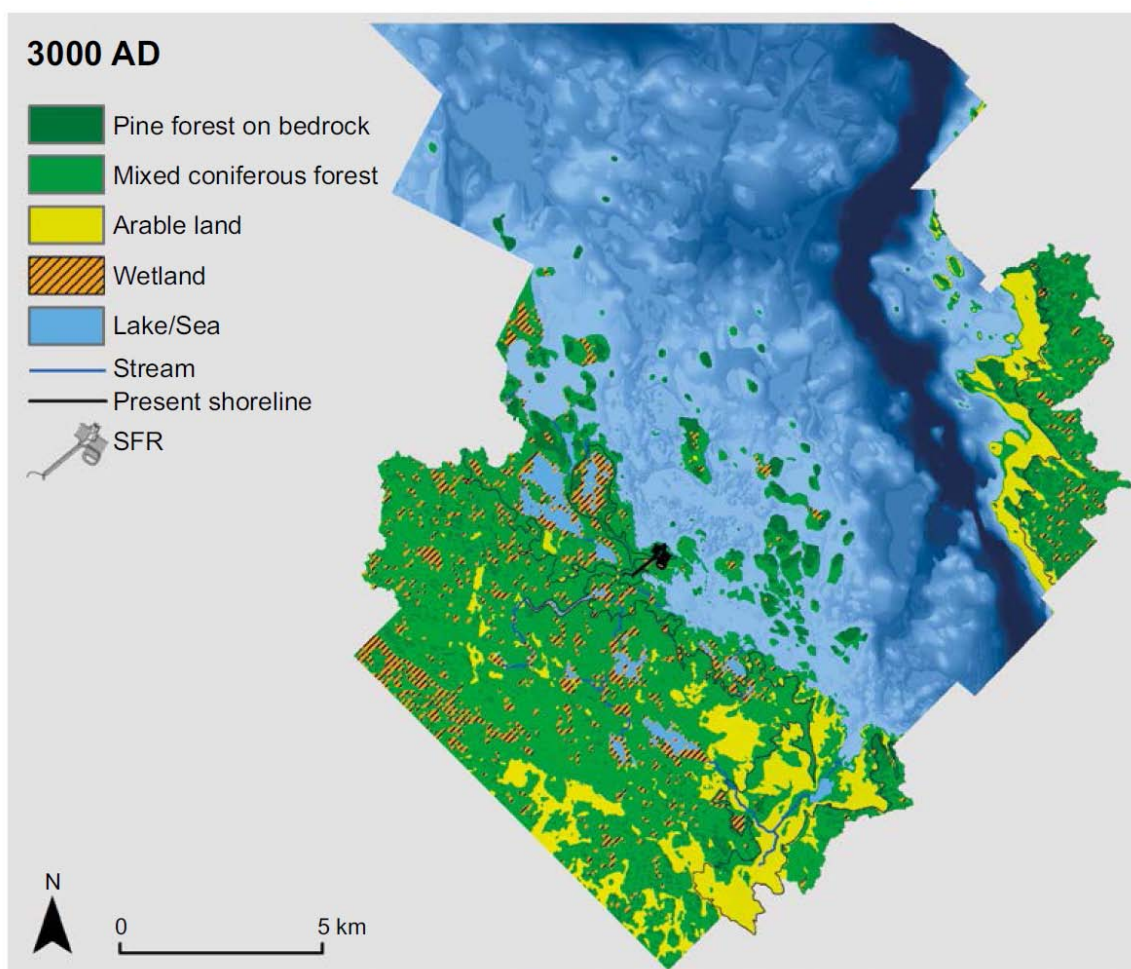 3000 AD
Pine forest on bedrock
Mixed coniferous forest
Arable land
Wetland
Lake/Sea
Stream
Present shoreline
SFR
N
0 5 km